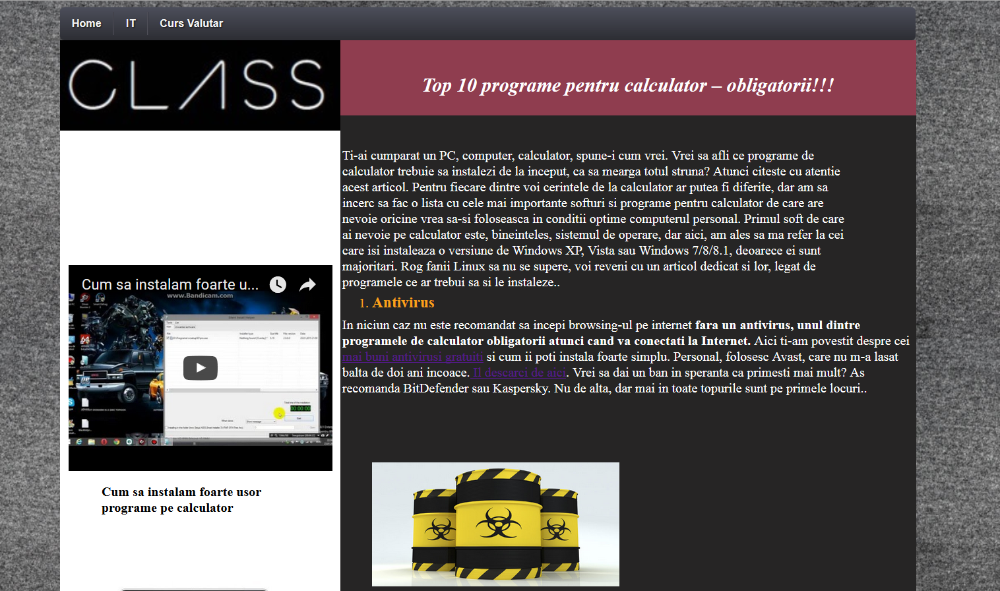 Home IT Curs Valutar
CLASS
Top 10 programe pentru calculator – obligatorii!!!
Ti-ai cumparat un PC, computer, calculator, spune-i cum vrei. Vrei sa afli ce programe de
calculator trebuie sa instalezi de la inceput, ca sa mearga totul struna? Atunci citeste cu atentie
acest articol. Pentru fiecare dintre voi cerintele de la calculator ar putea fi diferite, dar am sa
incerc sa fac o lista cu cele mai importante softuri si programe pentru calculator de care are
nevoie oricine vrea sa-si foloseasca in conditii optime computerul personal. Primul soft de care
ai nevoie pe calculator este, bineinteles, sistemul de operare, dar aici, am ales sa ma refer la cei
care isi instaleaza o versiune de Windows XP, Vista sau Windows 7/8/8.1, deoarece ei sunt
majoritari. Rog fanii Linux sa nu se supere, voi reveni cu un articol dedicat si lor, legat de
programele ce ar trebui sa si le instaleze..
1. Antivirus
In niciun caz nu este recomandat sa incepi browsing-ul pe internet fara un antivirus, unul dintre
programele de calculator obligatorii atunci cand va conectati la Internet. Aici ti-am povestit despre cei
mai buni antivirusi gratuiti si cum ii poti instala foarte simplu. Personal, folosesc Avast, care nu m-a lasat
balta de doi ani incoace. Il descarci de aici. Vrei sa dai un ban in speranta ca primesti mai mult? As
recomanda BitDefender sau Kaspersky. Nu de alta, dar mai in toate topurile sunt pe primele locuri..
Cum sa instalam foarte u...
www.Bandicam.com
00:00:00
Cum sa instalam foarte usor
programe pe calculator